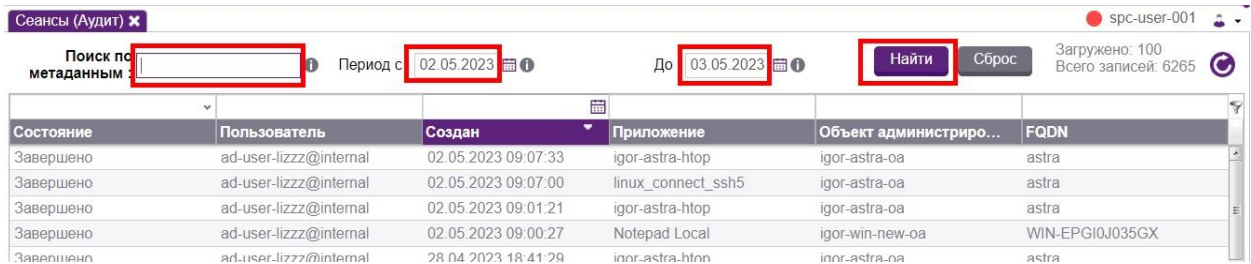 Сеансы (Аудит) ✖
spc-user-001
Поиск по
метаданным :
Период с 02.05.2023
До 03.05.2023
Найти
Сброс
Загружено: 100
Всего записей: 6265
Состояние Пользователь Создан Приложение Объект администриро... FQDN
Завершено ad-user-lizzz@internal 02.05.2023 09:07:33 igor-astra-htop igor-astra-oa astra
Завершено ad-user-lizzz@internal 02.05.2023 09:07:00 linux_connect_ssh5 igor-astra-oa astra
Завершено ad-user-lizzz@internal 02.05.2023 09:01:21 igor-astra-htop igor-astra-oa astra
Завершено ad-user-lizzz@internal 02.05.2023 09:00:27 Notepad Local igor-win-new-oa WIN-EPGI0J035GX
Завершено ad-user-lizzz@internal 28.04.2023 18:41:29 igor-astra-htop igor-astra-oa astra